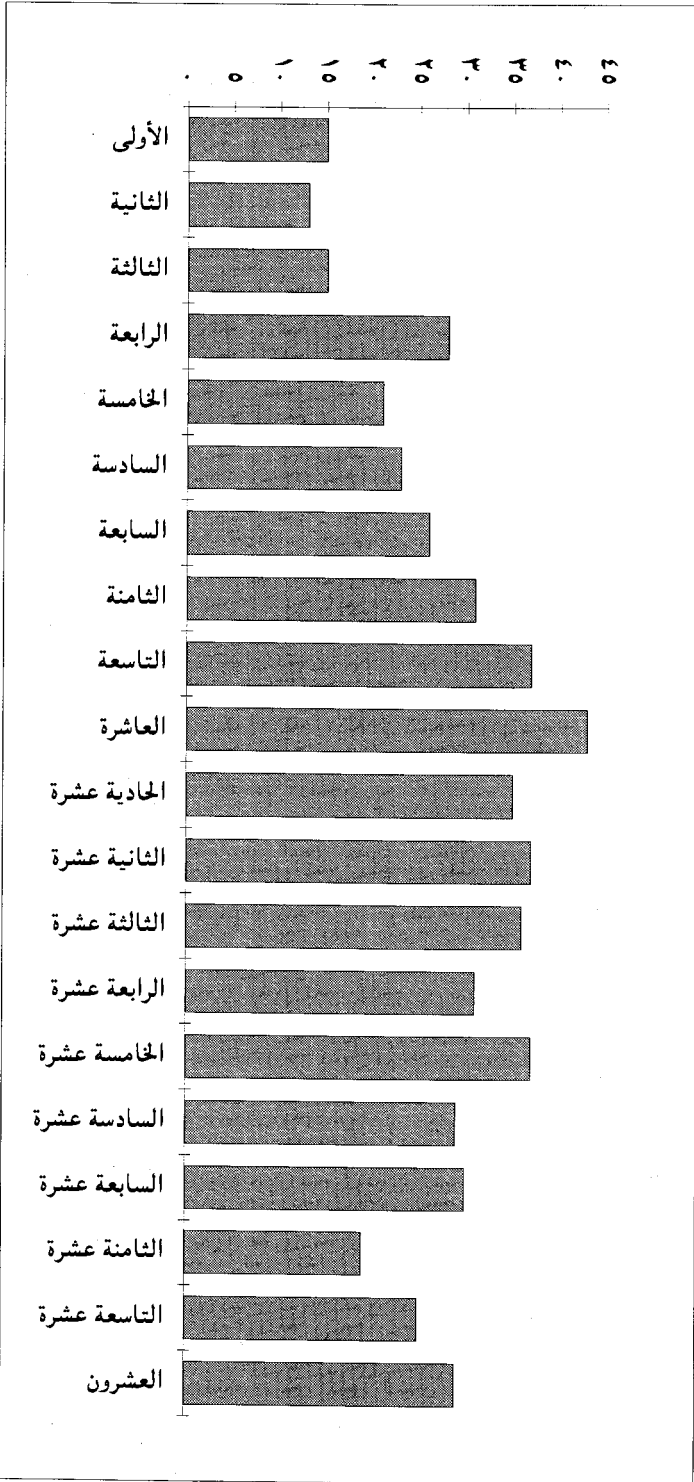 ٠ ٥ ١٠ ١٥ ٢٠ ٢٥ ٣٠ ٣٥ ٤٠ ٤٥
الأولى
الثانية
الثالثة
الرابعة
الخامسة
السادسة
السابعة
الثامنة
التاسعة
العاشرة
الحادية عشرة
الثانية عشرة
الثالثة عشرة
الرابعة عشرة
الخامسة عشرة
السادسة عشرة
السابعة عشرة
الثامنة عشرة
التاسعة عشرة
العشرون